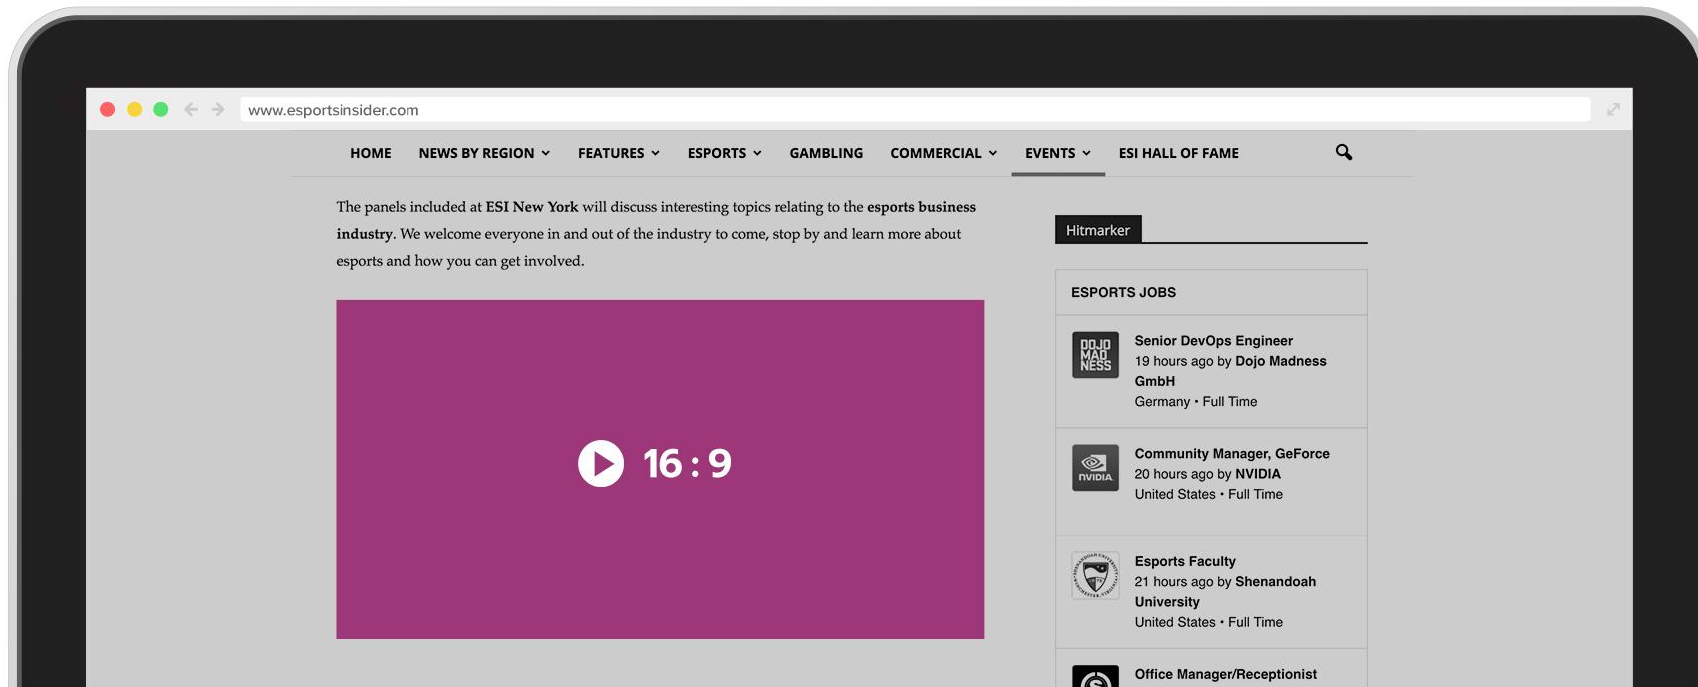 www.esportsinsider.com
HOME NEWS BY REGION FEATURES ESPORTS GAMBLING COMMERCIAL EVENTS ESI HALL OF FAME
The panels included at ESI New York will discuss interesting topics relating to the esports business
industry. We welcome everyone in and out of the industry to come, stop by and learn more about
esports and how you can get involved.
16 : 9
Hitmarker
ESPORTS JOBS
DOJO
MAD
NESS
Senior DevOps Engineer
19 hours ago by Dojo Madness
GmbH
Germany • Full Time
NVIDIA
Community Manager, GeForce
20 hours ago by NVIDIA
United States • Full Time
Esports Faculty
21 hours ago by Shenandoah
University
United States • Full Time
Office Manager/Receptionist